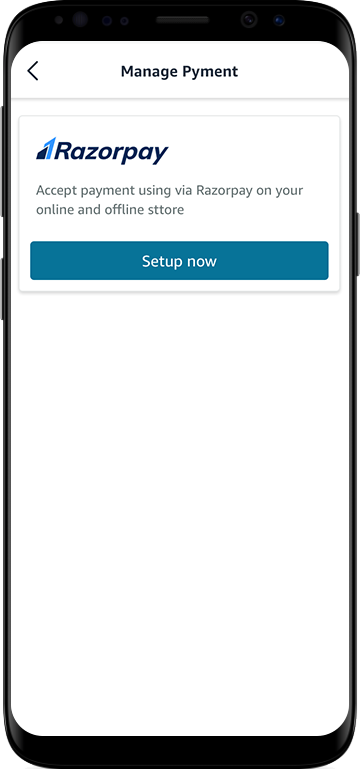 Manage Pyment
Razorpay
Accept payment using via Razorpay on your
online and offline sttore
Setup now